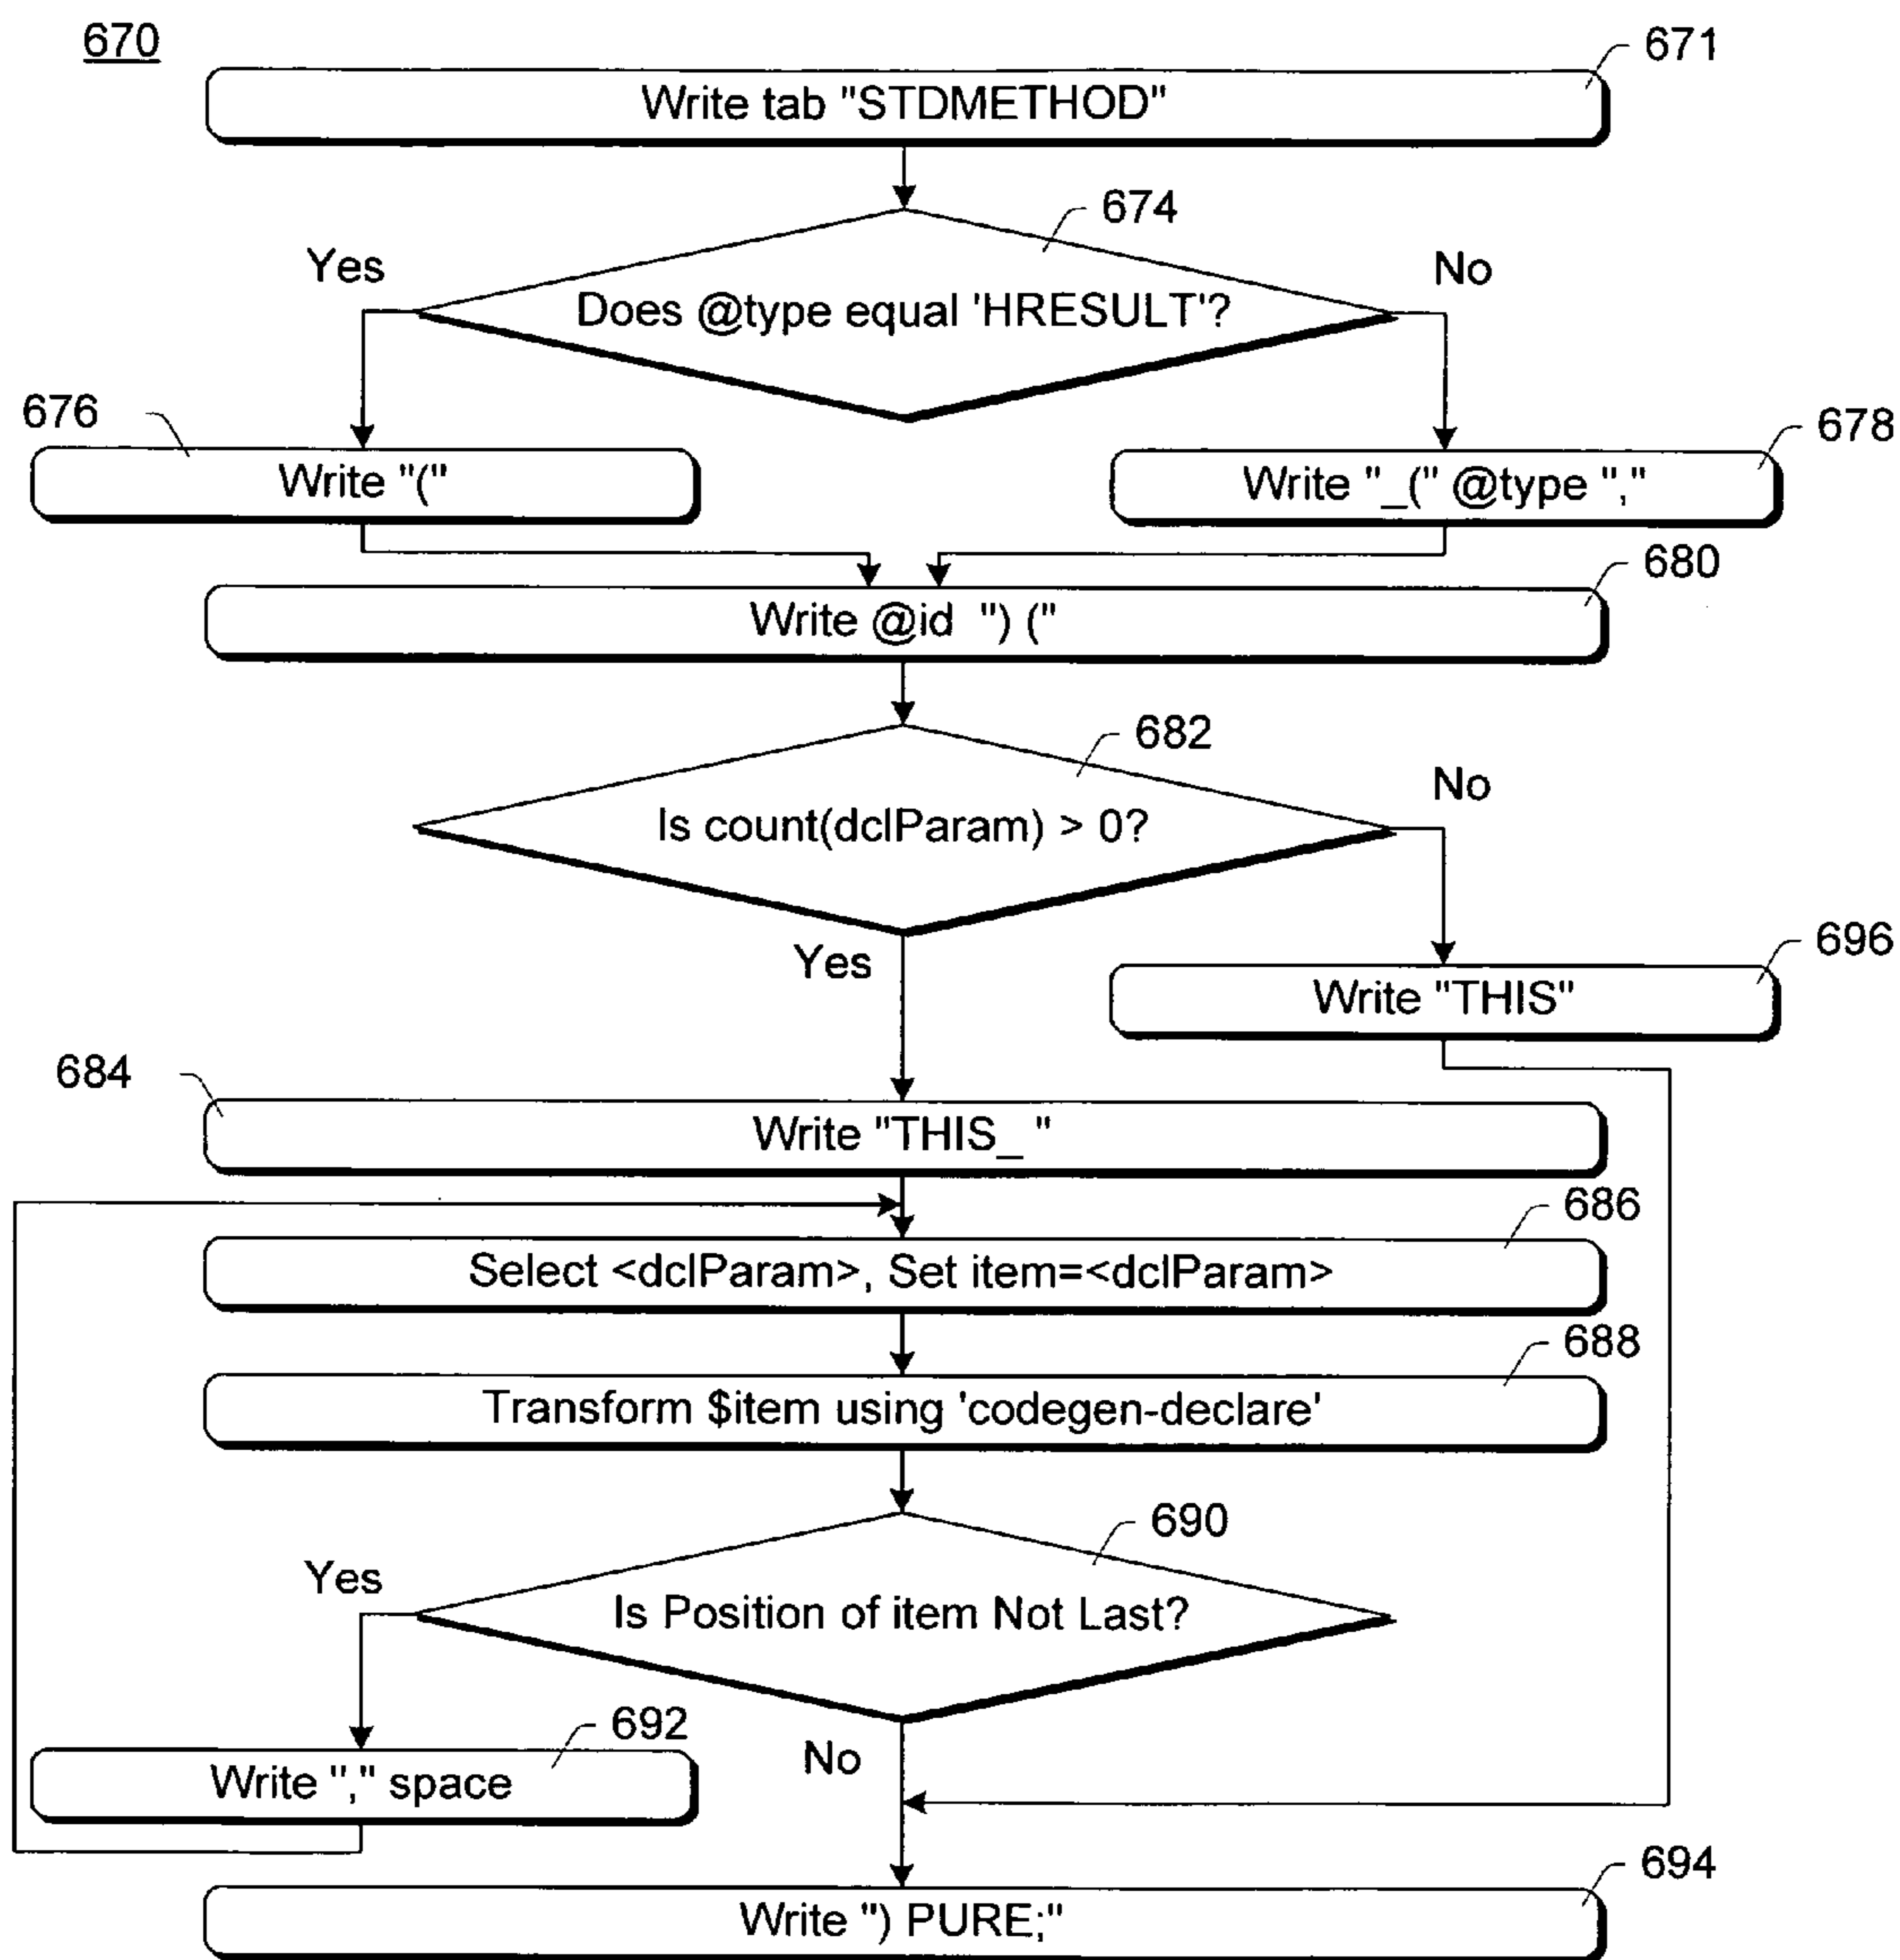 670
671
Write tab "STDMETHOD"
674
Yes
No
Does @type equal 'HRESULT'?
676
678
Write "("
Write "_(" @type ","
680
Write @id ") ("
682
No
Is count(dclParam) > 0?
Yes
696
Write "THIS"
684
Write "THIS_ "
686
Select <dclParam>, Set item=<dclParam>
688
Transform $item using 'codegen-declare'
690
Yes
Is Position of item Not Last?
692
No
Write "," space
694
Write ") PURE;"